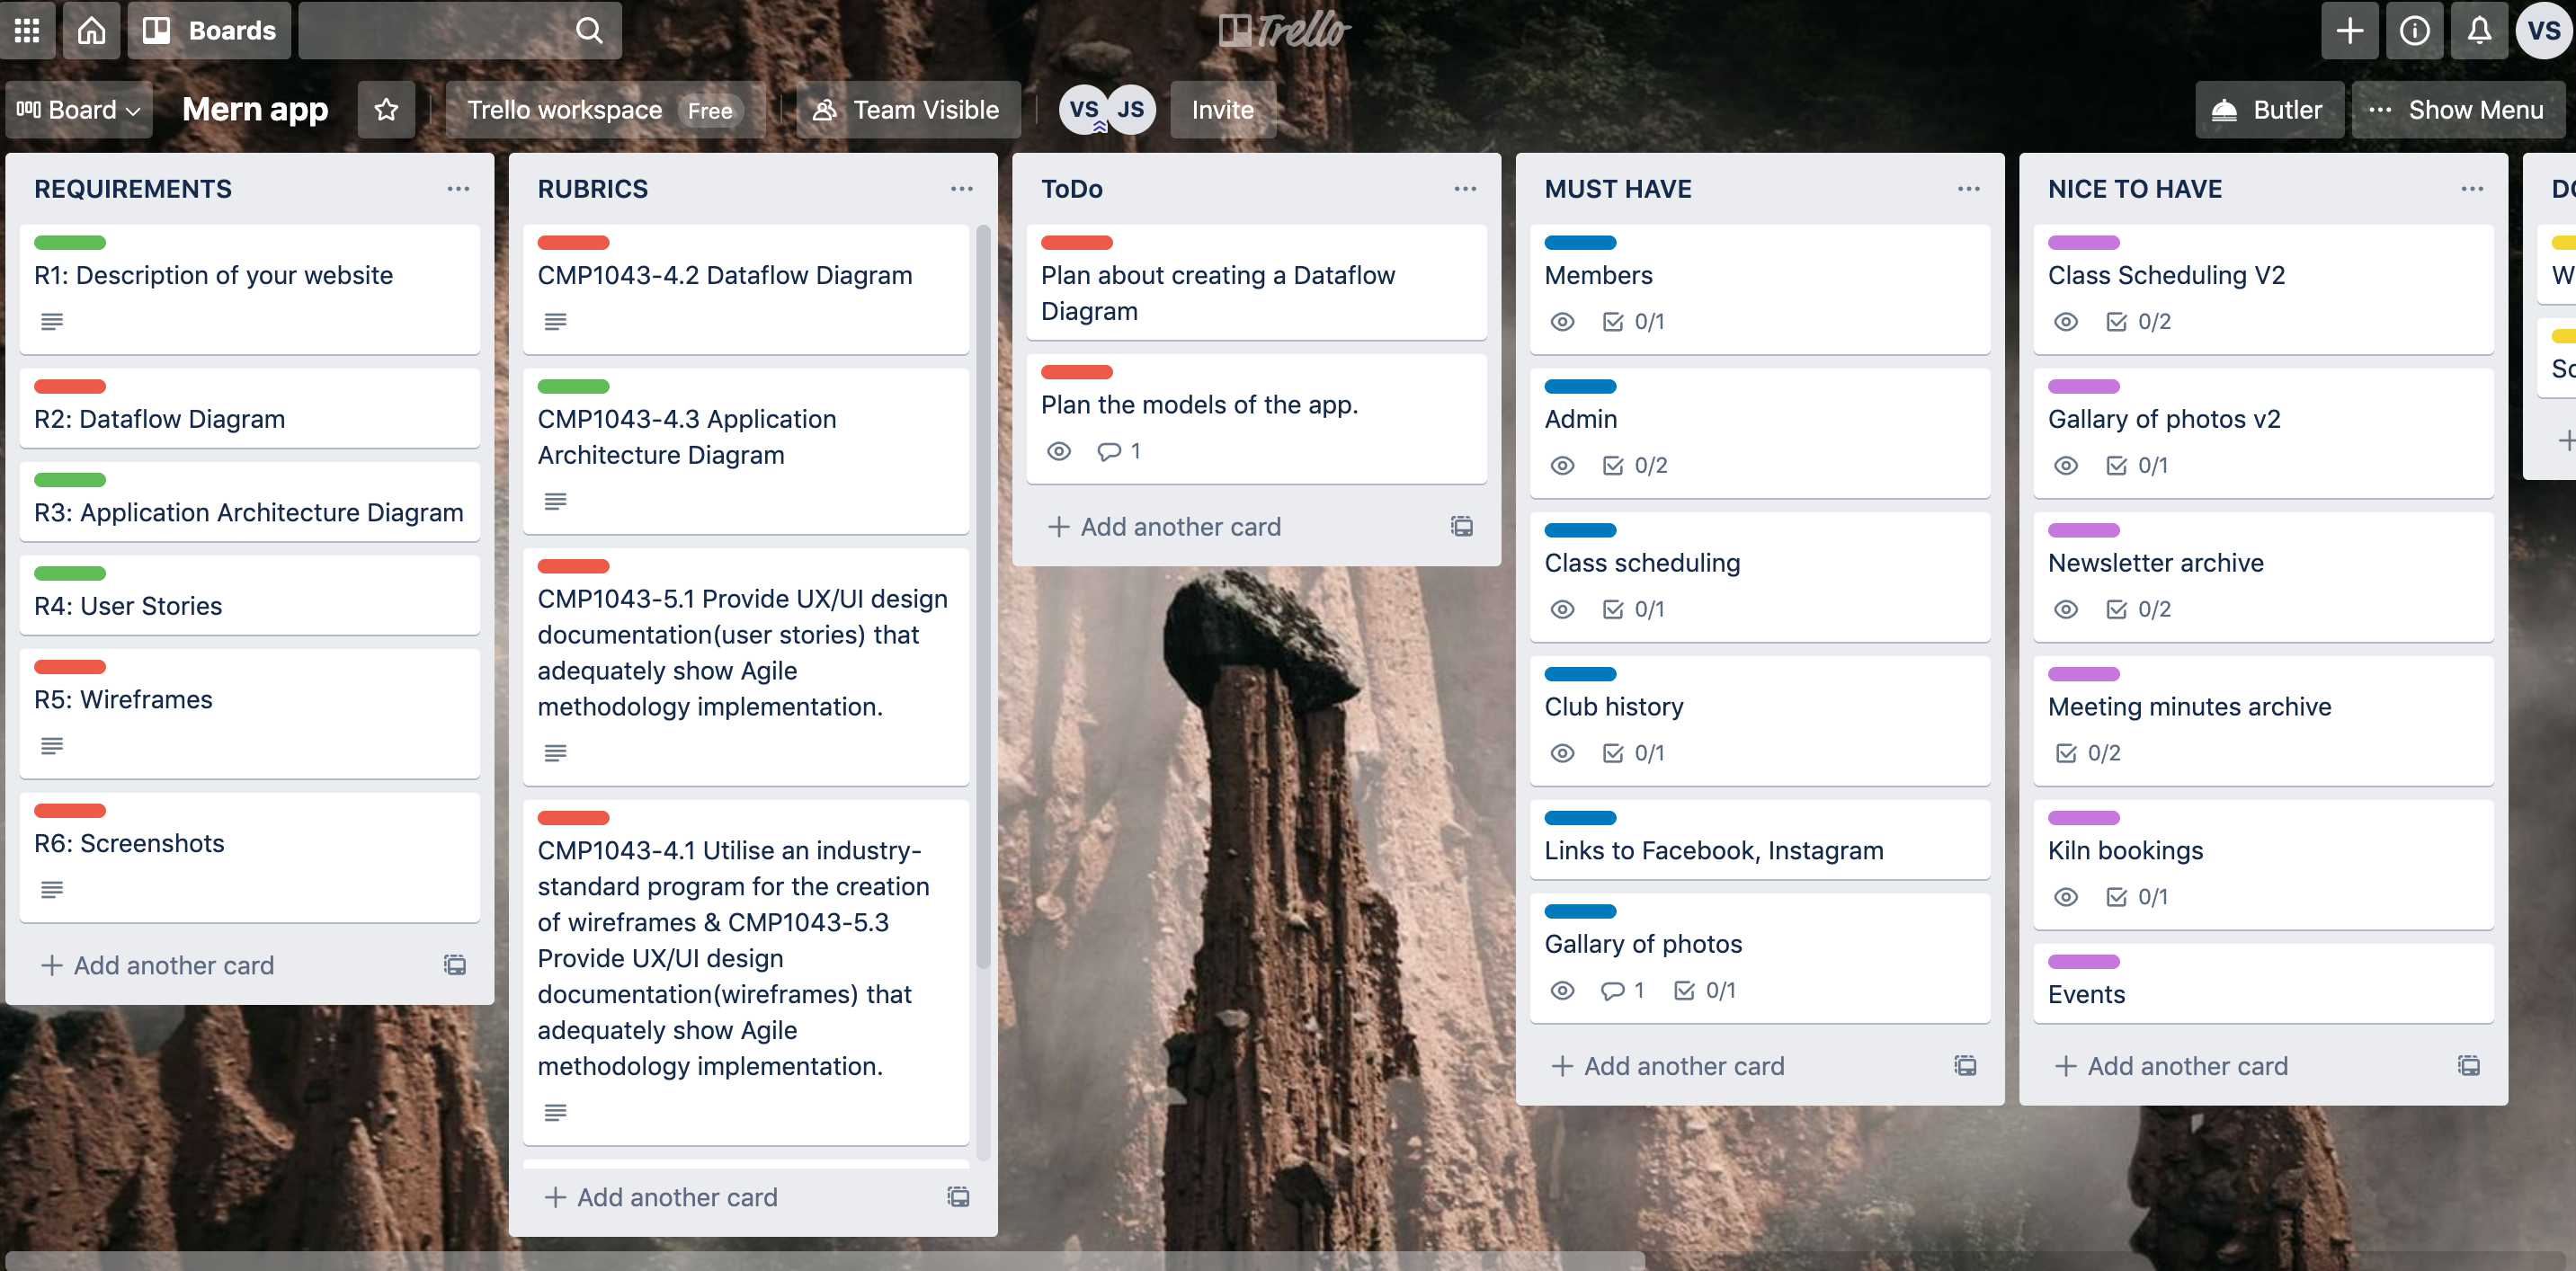 Boards
Trello
VS
Board
Mern app
Trello workspace Free
Team Visible
VS JS
Invite
Butler
Show Menu
REQUIREMENTS
R1: Description of your website
R2: Dataflow Diagram
R3: Application Architecture Diagram
R4: User Stories
R5: Wireframes
R6: Screenshots
Add another card
RUBRICS
CMP1043-4.2 Dataflow Diagram
CMP1043-4.3 Application
Architecture Diagram
CMP1043-5.1 Provide UX/UI design
documentation(user stories) that
adequately show Agile
methodology implementation.
CMP1043-4.1 Utilise an industry-
standard program for the creation
of wireframes & CMP1043-5.3
Provide UX/UI design
documentation(wireframes) that
adequately show Agile
methodology implementation.
Add another card
ToDo
Plan about creating a Dataflow
Diagram
Plan the models of the app.
1
Add another card
MUST HAVE
Members
0/1
Admin
0/2
Class scheduling
0/1
Club history
0/1
Links to Facebook, Instagram
Gallary of photos
1 0/1
Add another card
NICE TO HAVE
Class Scheduling V2
0/2
Gallary of photos v2
0/1
Newsletter archive
0/2
Meeting minutes archive
0/2
Kiln bookings
0/1
Events
Add another card